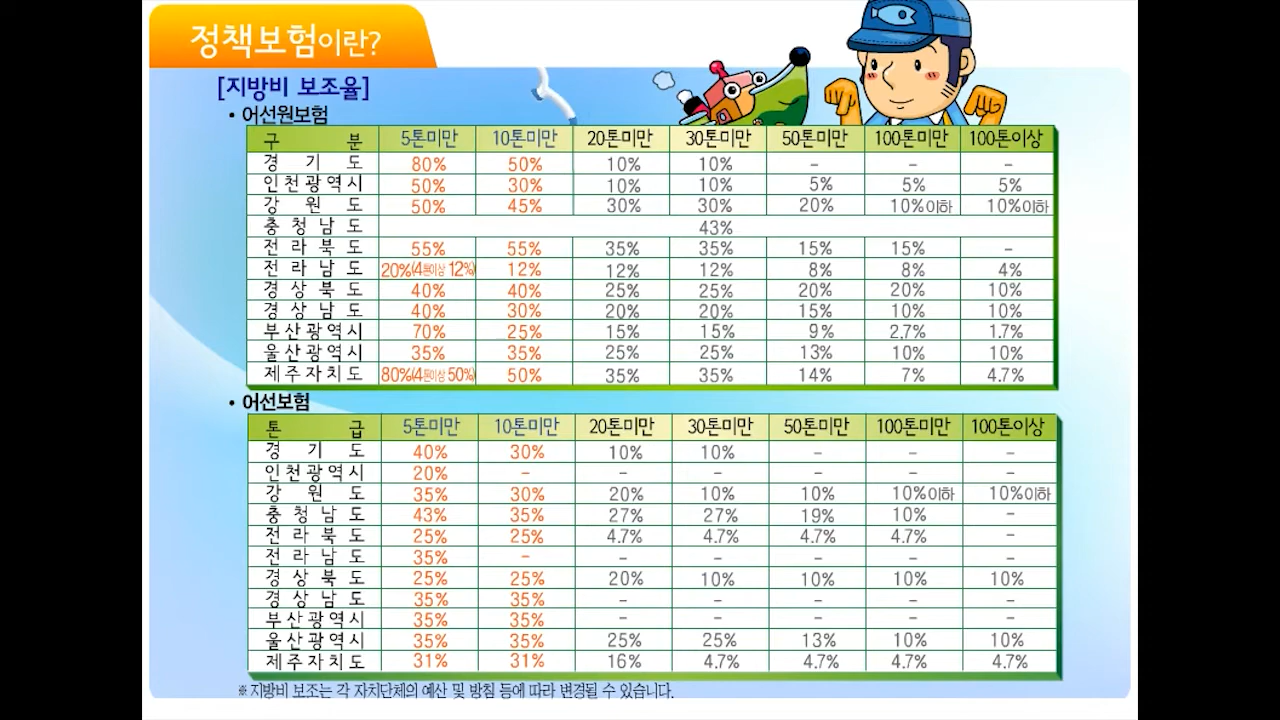 정책보험이란?
[지방비 보조율]
• 어선원보험
구 분 5톤미만 10톤미만 20톤미만 30톤미만 50톤미만 100톤미만 100톤이상
경 기 도 80% 50% 10% 10% - - -
인천광역시 50% 30% 10% 10% 5% 5% 5%
강 원 도 50% 45% 30% 30% 20% 10%이하 10%이하
충 청 남 도 43%
전 라 북 도 55% 55% 35% 35% 15% 15% -
전 라 남 도 20%(4톤이상 12%) 12% 12% 12% 8% 8% 4%
경 상 북 도 40% 40% 25% 25% 20% 20% 10%
경 상 남 도 40% 30% 20% 20% 15% 10% 10%
부산광역시 70% 25% 15% 15% 9% 2.7% 1.7%
울산광역시 35% 35% 25% 25% 13% 10% 10%
제주자치도 80%(4톤이상 50%) 50% 35% 35% 14% 7% 4.7%
• 어선보험
톤 급 5톤미만 10톤미만 20톤미만 30톤미만 50톤미만 100톤미만 100톤이상
경 기 도 40% 30% 10% 10% - - -
인천광역시 20% - - - - - -
강 원 도 35% 30% 20% 10% 10% 10%이하 10%이하
충 청 남 도 43% 35% 27% 27% 19% 10% -
전 라 북 도 25% 25% 4.7% 4.7% 4.7% 4.7% -
전 라 남 도 35% - - - - - -
경 상 북 도 25% 25% 20% 10% 10% 10% 10%
경 상 남 도 35% 35% - - - - -
부산광역시 35% 35% - - - - -
울산광역시 35% 35% 25% 25% 13% 10% 10%
제주자치도 31% 31% 16% 4.7% 4.7% 4.7% 4.7%
※ 지방비 보조는 각 자치단체의 예산 및 방침 등에 따라 변경될 수 있습니다.